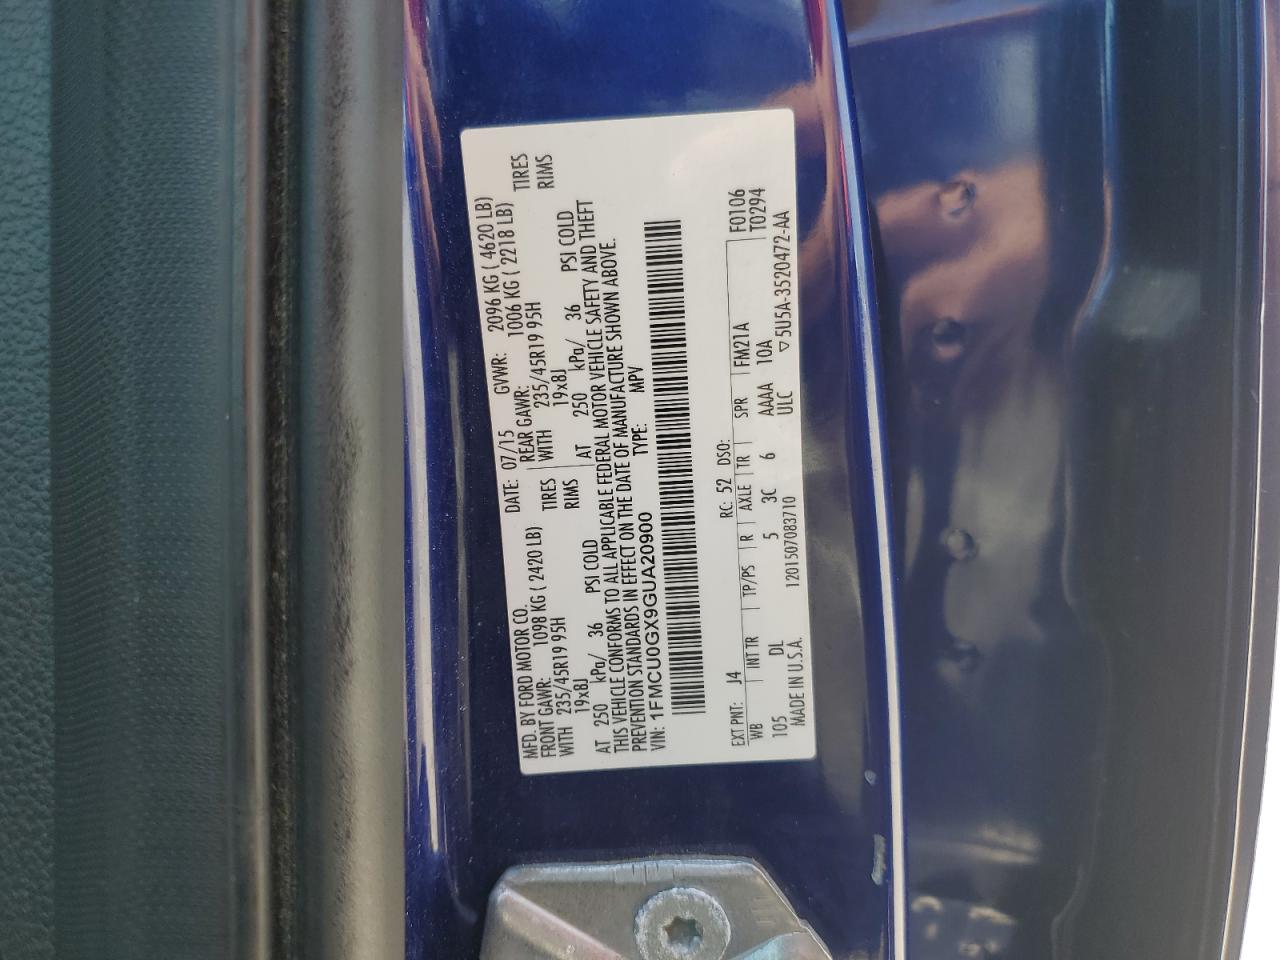 MFD. BY FORD MOTOR CO. DATE: 07/15 GVWR: 2096 KG ( 4620 LB)
FRONT GAWR: 1098 KG ( 2420 LB) REAR GAWR: 1006 KG ( 2218 LB)
WITH 235/45R19 95H TIRES WITH 235/45R19 95H TIRES
19x8J RIMS 19x8J RIMS
AT 250 kPa/ 36 PSI COLD AT 250 kPa/ 36 PSI COLD
THIS VEHICLE CONFORMS TO ALL APPLICABLE FEDERAL MOTOR VEHICLE SAFETY AND THEFT
PREVENTION STANDARDS IN EFFECT ON THE DATE OF MANUFACTURE SHOWN ABOVE.
VIN: 1FMCU0GX9GUA20900 TYPE: MPV
EXT PNT: J4 RC: 52 DSO: F0106
WB INT TR TP/PS R AXLE TR SPR FM21A T0294
105 DL 5 3C 6 AAAA 10A
MADE IN U.S.A. 1201507083710 ULC ▽5U5A-3520472-AA